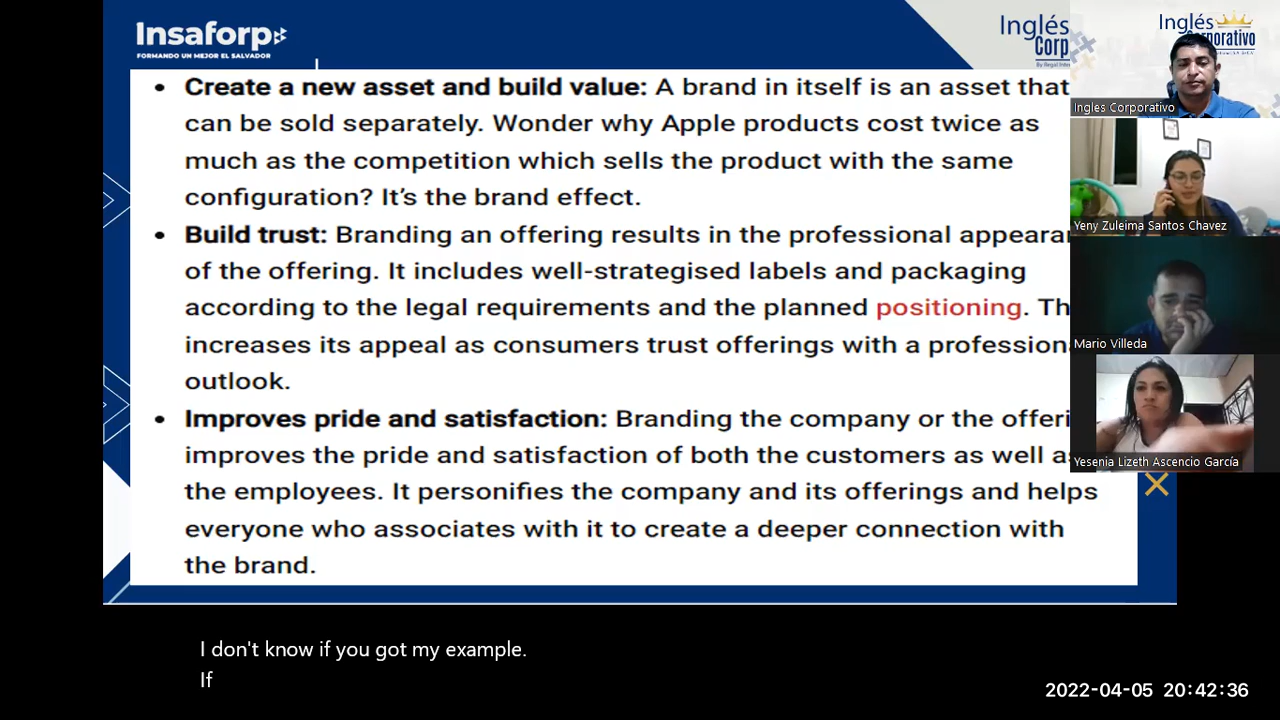 Insaforp
FORMANDO UN MEJOR EL SALVADOR
Inglés
Corp
Inglés
Corporativo
• Create a new asset and build value: A brand in itself is an asset that
can be sold separately. Wonder why Apple products cost twice as
much as the competition which sells the product with the same
configuration? It's the brand effect.
• Build trust: Branding an offering results in the professional appearan
of the offering. It includes well-strategised labels and packaging
according to the legal requirements and the planned positioning. Th
increases its appeal as consumers trust offerings with a profession
outlook.
• Improves pride and satisfaction: Branding the company or the offeri
improves the pride and satisfaction of both the customers as well as
the employees. It personifies the company and its offerings and helps
everyone who associates with it to create a deeper connection with
the brand.
Ingles Corporativo
Yeny Zuleima Santos Chavez
Mario Villeda
Yesenia Lizeth Ascencio García
I don't know if you got my example.
If
2022-04-05 20:42:36